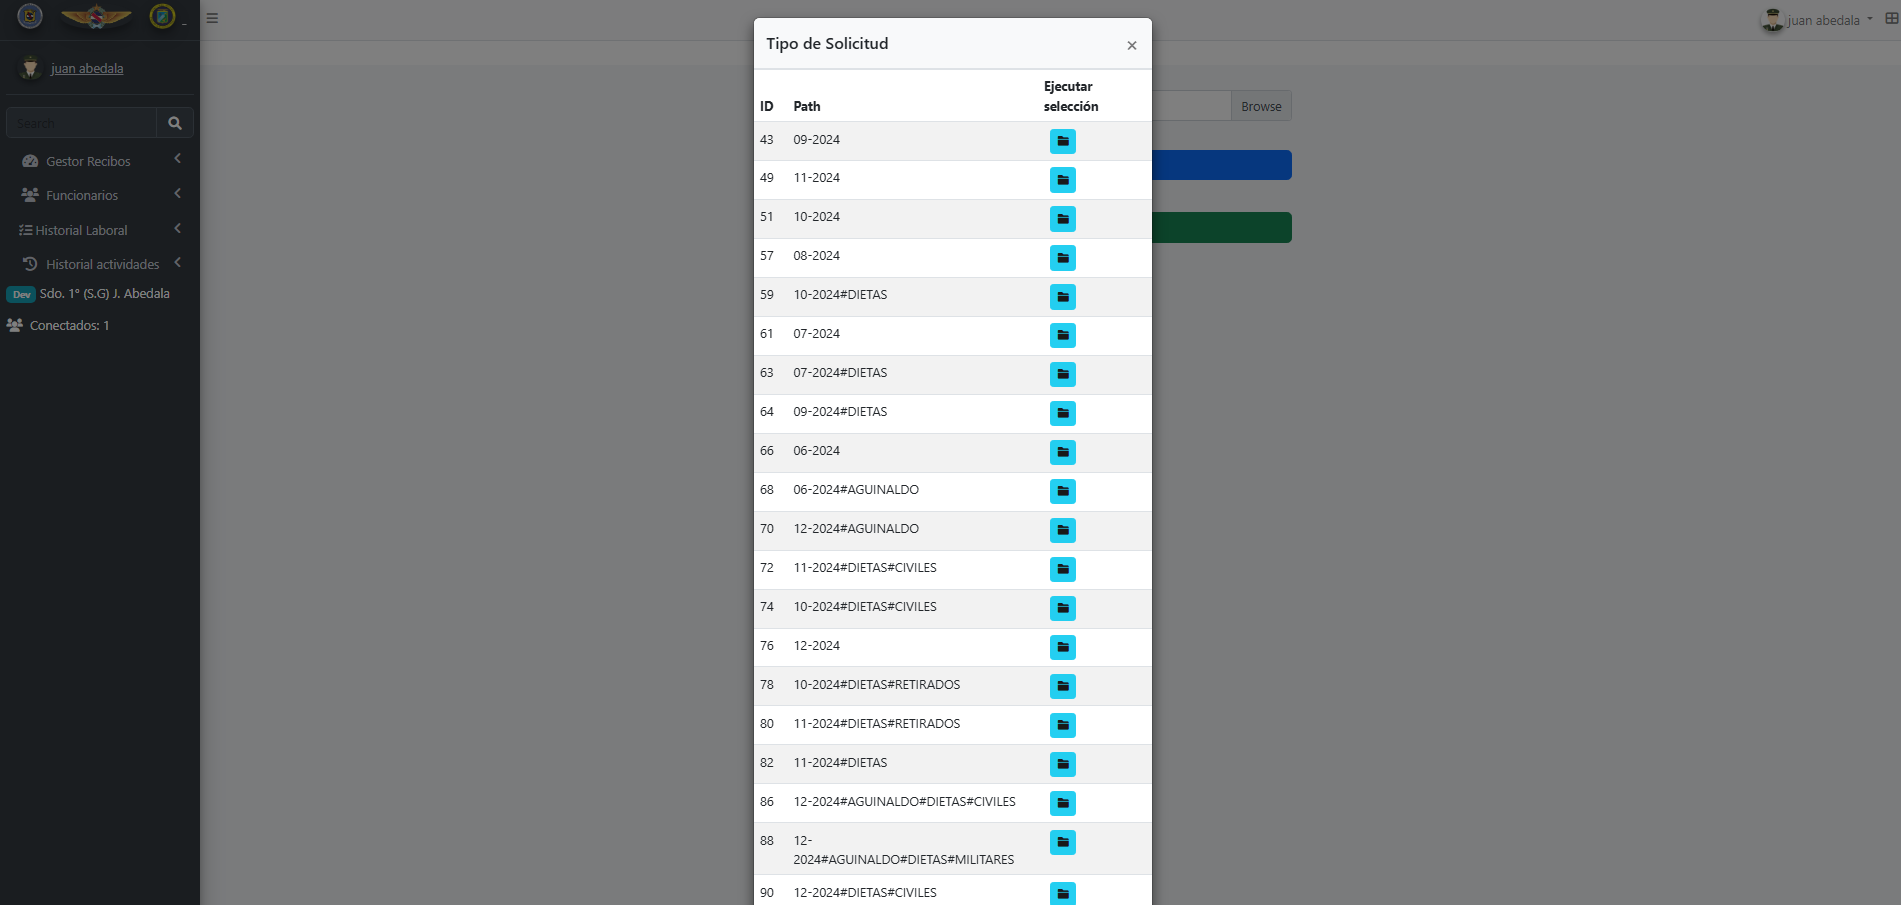 juan abedala
Search
Gestor Recibos
Funcionarios
Historial Laboral
Historial actividades
Dev Sdo. 1° (S.G) J. Abedala
Conectados: 1
juan abedala
Browse
Tipo de Solicitud ×
ID Path Ejecutar
selección
43 09-2024
49 11-2024
51 10-2024
57 08-2024
59 10-2024#DIETAS
61 07-2024
63 07-2024#DIETAS
64 09-2024#DIETAS
66 06-2024
68 06-2024#AGUINALDO
70 12-2024#AGUINALDO
72 11-2024#DIETAS#CIVILES
74 10-2024#DIETAS#CIVILES
76 12-2024
78 10-2024#DIETAS#RETIRADOS
80 11-2024#DIETAS#RETIRADOS
82 11-2024#DIETAS
86 12-2024#AGUINALDO#DIETAS#CIVILES
88 12-
2024#AGUINALDO#DIETAS#MILITARES
90 12-2024#DIETAS#CIVILES